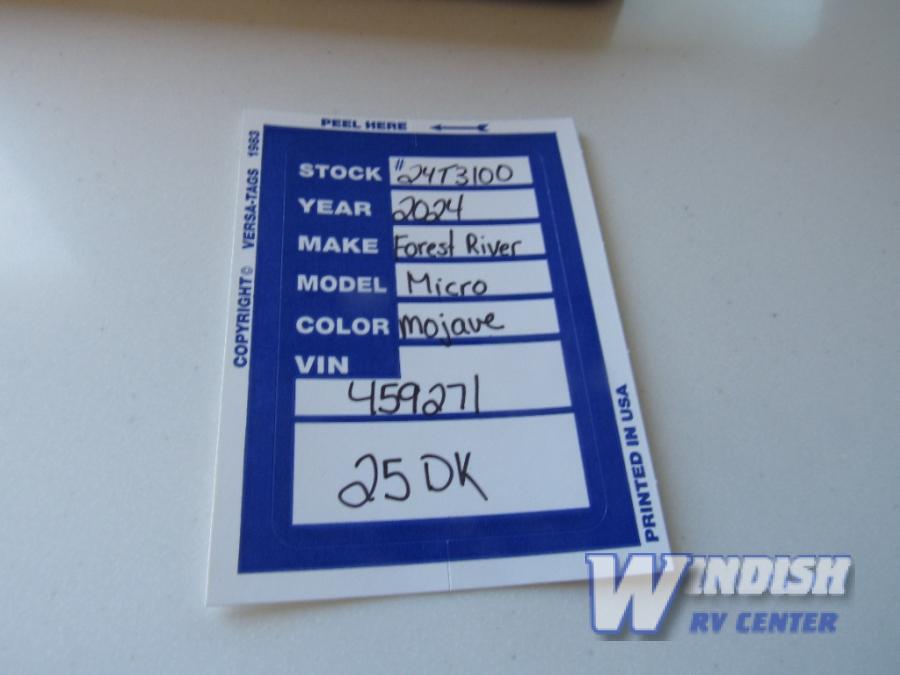 PEEL HERE
COPYRIGHT© VERSA-TAGS 1983
STOCK #24T3100
YEAR 2024
MAKE Forest River
MODEL Micro
COLOR mojave
VIN
459271
25DK
PRINTED IN USA
WINDISH
RV CENTER